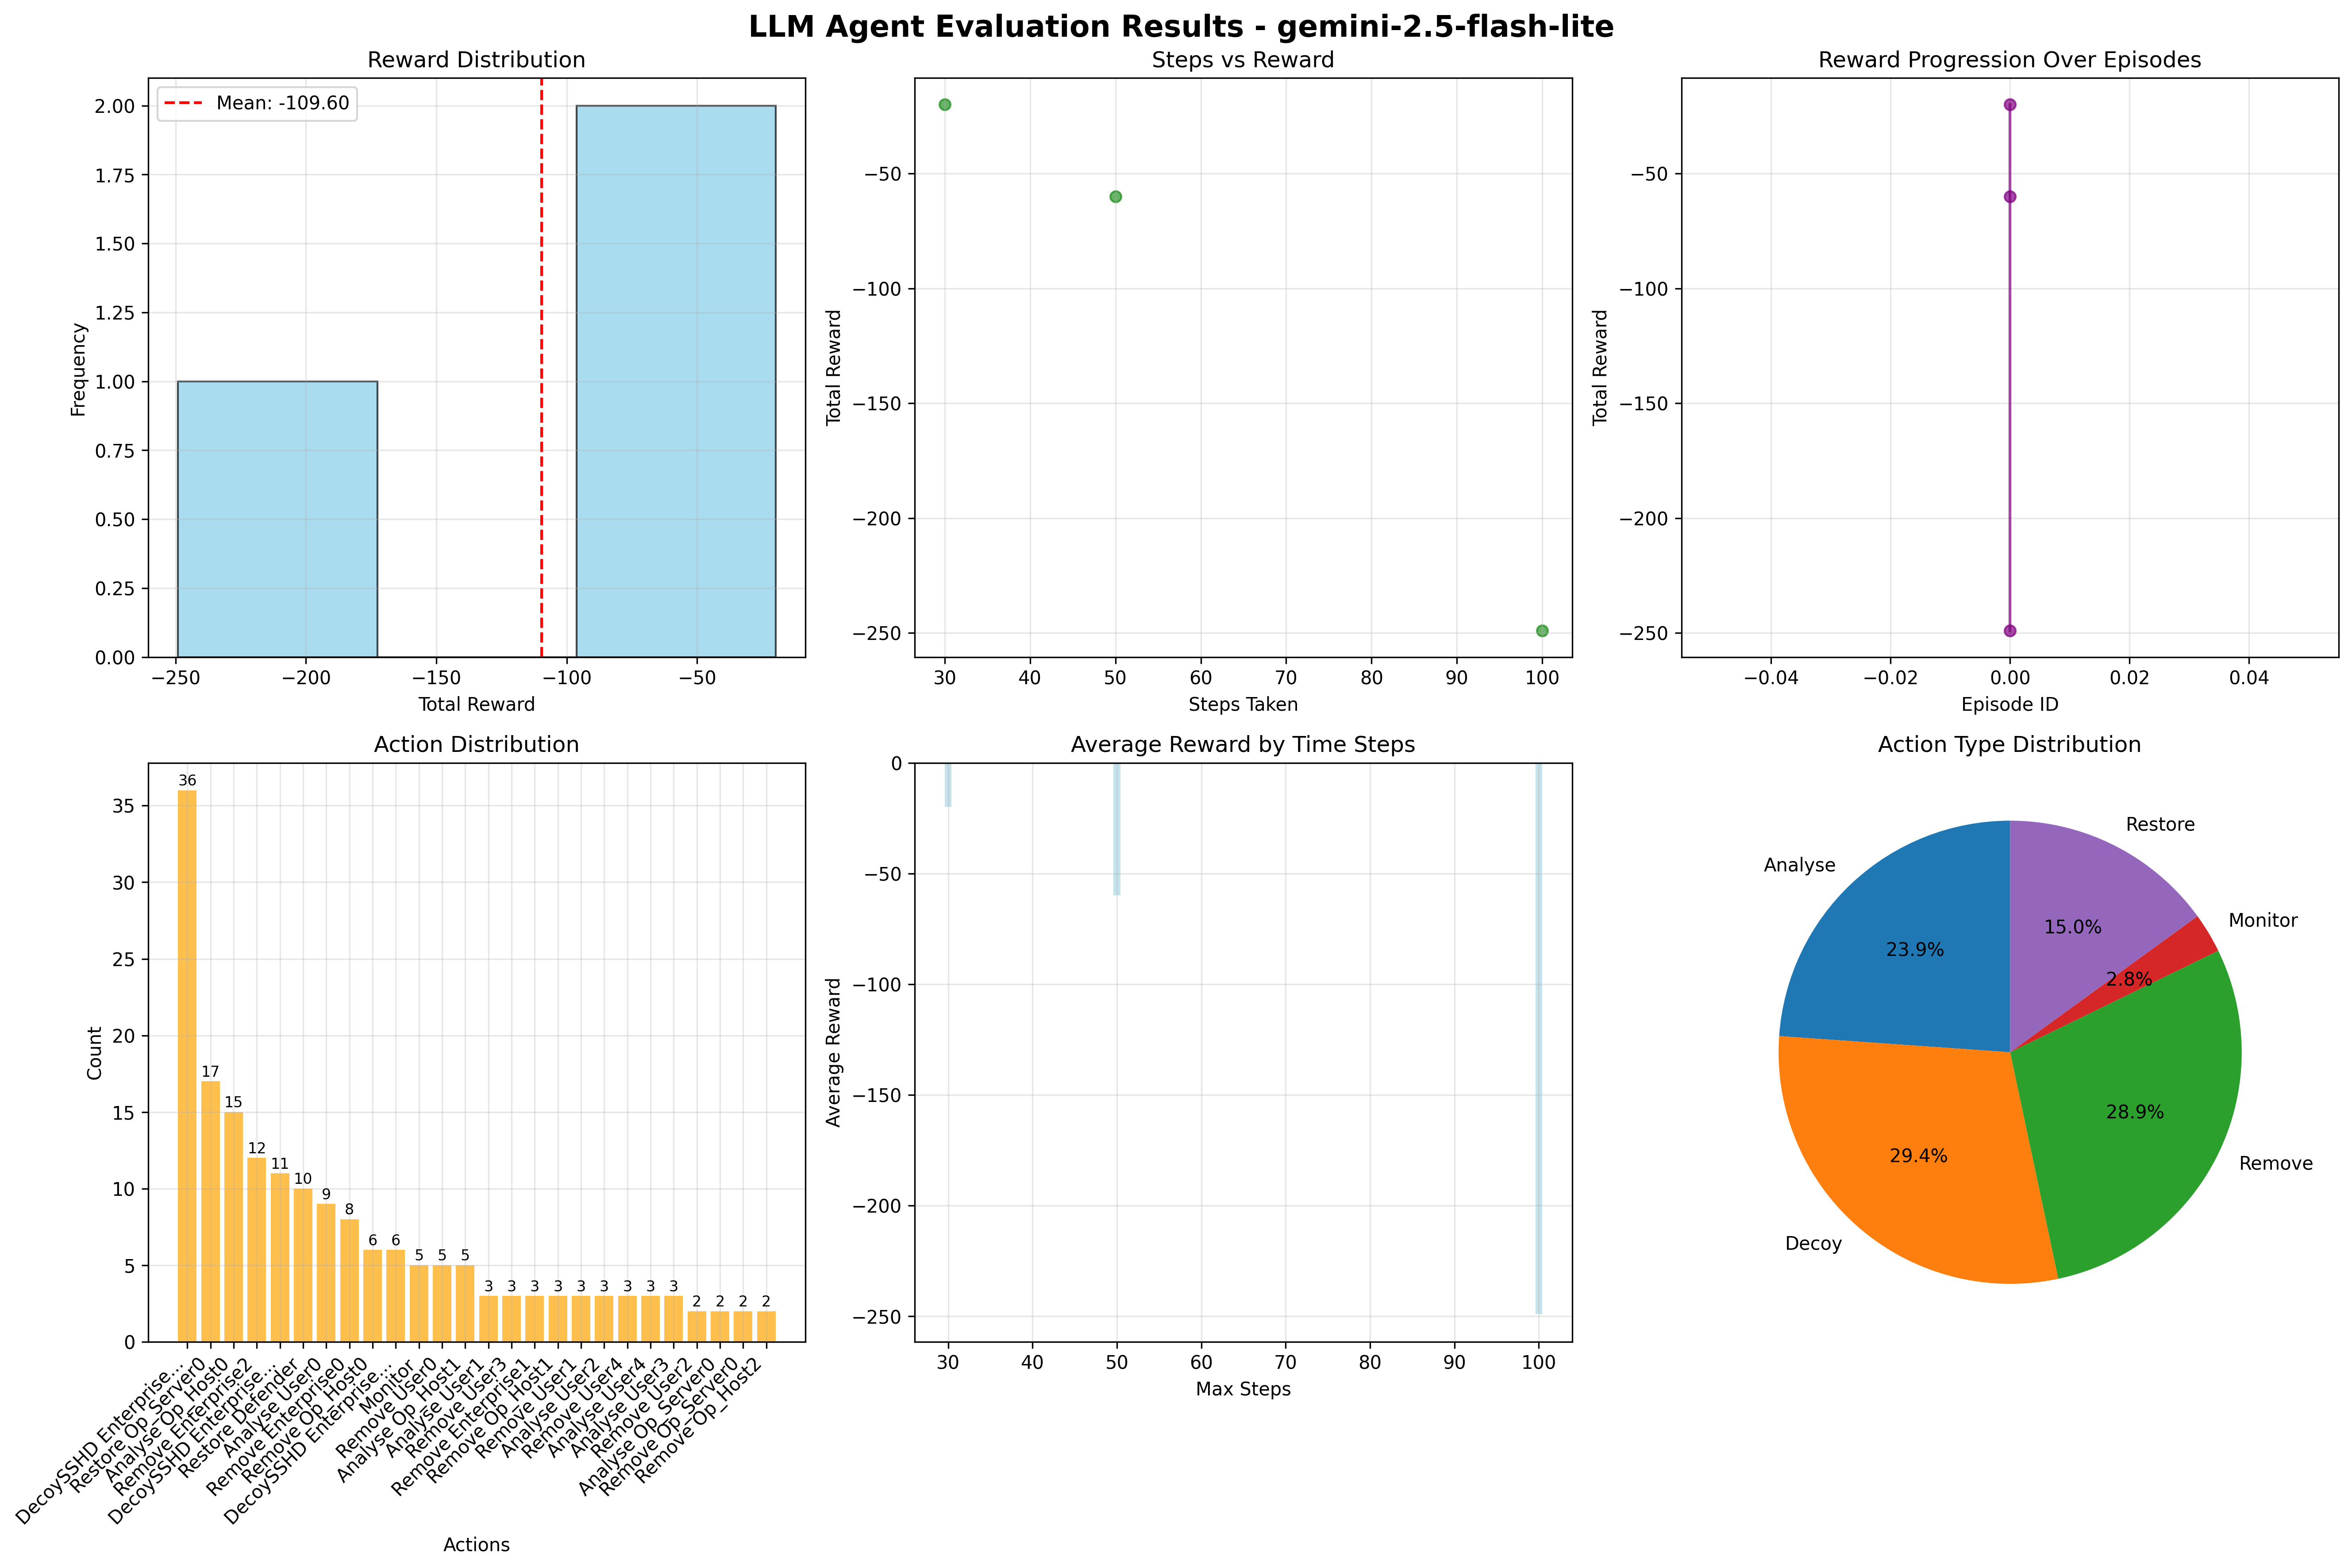 LLM Agent Evaluation Results - gemini-2.5-flash-lite
Reward Distribution
Mean: -109.60
Frequency
2.00
1.75
1.50
1.25
1.00
0.75
0.50
0.25
0.00
−250 −200 −150 −100 −50
Total Reward
Steps vs Reward
Total Reward
−50
−100
−150
−200
−250
30 40 50 60 70 80 90 100
Steps Taken
Reward Progression Over Episodes
Total Reward
−50
−100
−150
−200
−250
−0.04 −0.02 0.00 0.02 0.04
Episode ID
Action Distribution
Count
35
30
25
20
15
10
5
0
36 17 15 12 11 10 9 8 6 6 5 5 5 3 3 3 3 3 3 3 3 3 2 2 2 2
DecoySSHD Enterprise...
Restore Op_Server0
Analyse Op_Host0
Remove Enterprise2
DecoySSHD Enterprise...
Restore Defender
Analyse User0
Remove Enterprise0
Remove Op_Host0
DecoySSHD Enterprise...
Monitor
Remove User0
Analyse Op_Host1
Analyse User1
Remove User3
Remove Enterprise1
Remove Op_Host1
Remove User1
Analyse User2
Remove User4
Analyse User4
Analyse User3
Remove User2
Analyse Op_Server0
Remove Op_Server0
Remove Op_Host2
Actions
Average Reward by Time Steps
Average Reward
0
−50
−100
−150
−200
−250
30 40 50 60 70 80 90 100
Max Steps
Action Type Distribution
Restore
15.0%
Analyse
23.9%
Monitor
2.8%
Remove
28.9%
Decoy
29.4%